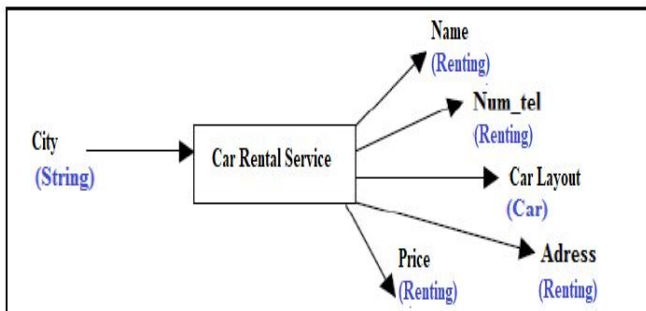 Name
(Renting)
Num_tel
(Renting)
City
(String)
Car Rental Service
Car Layout
(Car)
Price
(Renting)
Adress
(Renting)